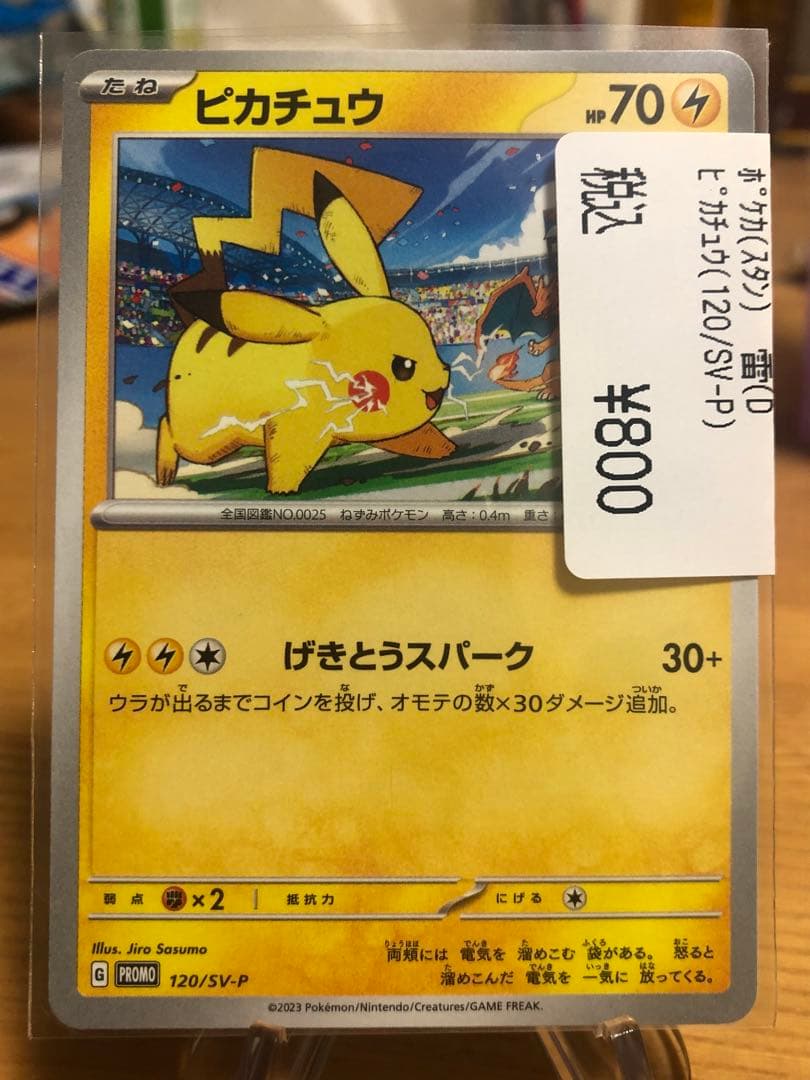 たね
ピカチュウ
HP70
全国図鑑NO.0025 ねずみポケモン 高さ:0.4m 重さ
ポケカ(スタン) 雷(D
ピカチュウ(120/SV-P)
税込
¥800
げきとうスパーク 30+
ウラが出るまでコインを投げ、オモテの数×30ダメージ追加。
弱点 ×2 抵抗力 にげる
Illus. Jiro Sasumo
両頬には 電気を 溜めこむ 袋がある。 怒ると
溜めこんだ 電気を 一気に 放ってくる。
G PROMO 120/SV-P
©2023 Pokémon/Nintendo/Creatures/GAME FREAK.